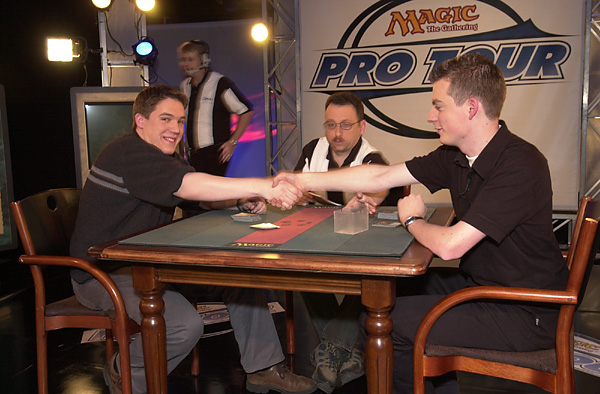 MAGIC
The Gathering
PRO TOUR